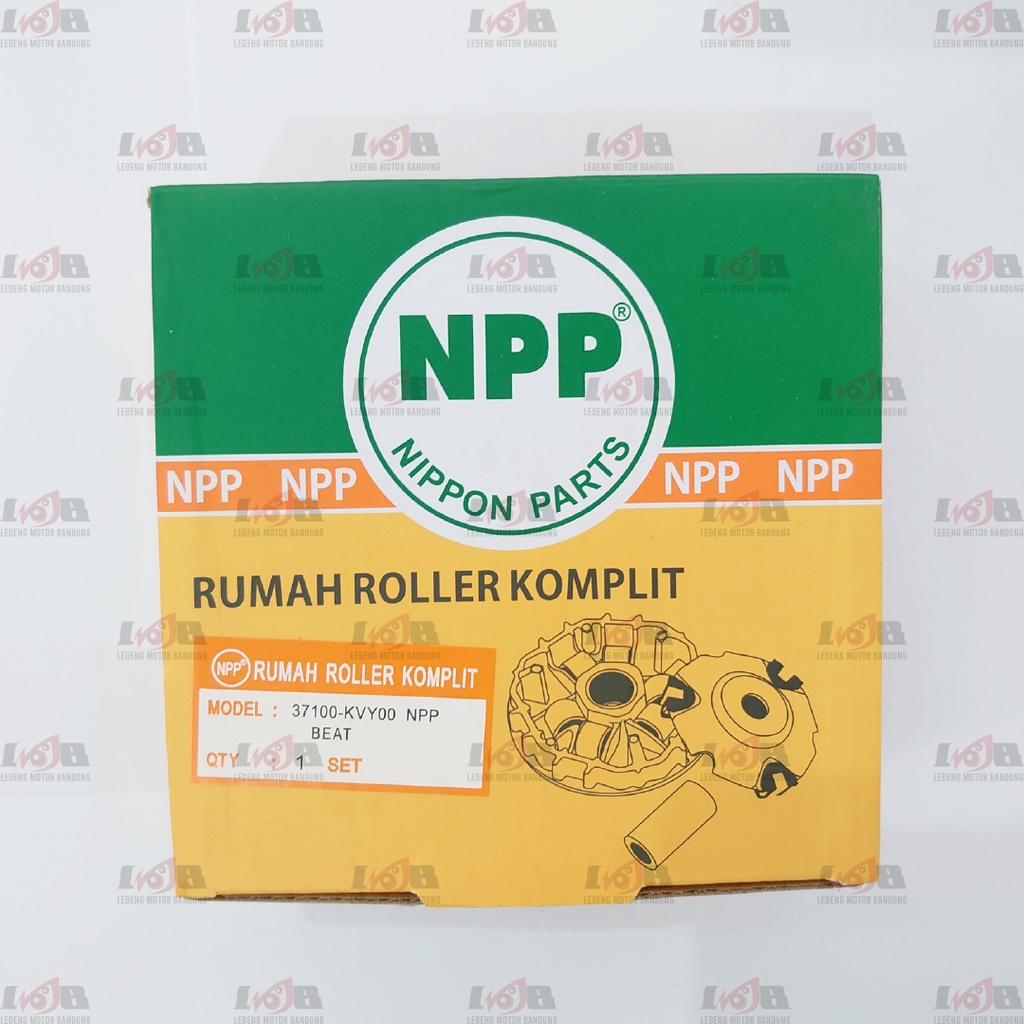 NPP®
NIPPON PARTS
NPP NPP NPP NPP
RUMAH ROLLER KOMPLIT
NPP® RUMAH ROLLER KOMPLIT
MODEL : 37100-KVY00 NPP
BEAT
QTY : 1 SET
LEDENG MOTOR BANDUNG